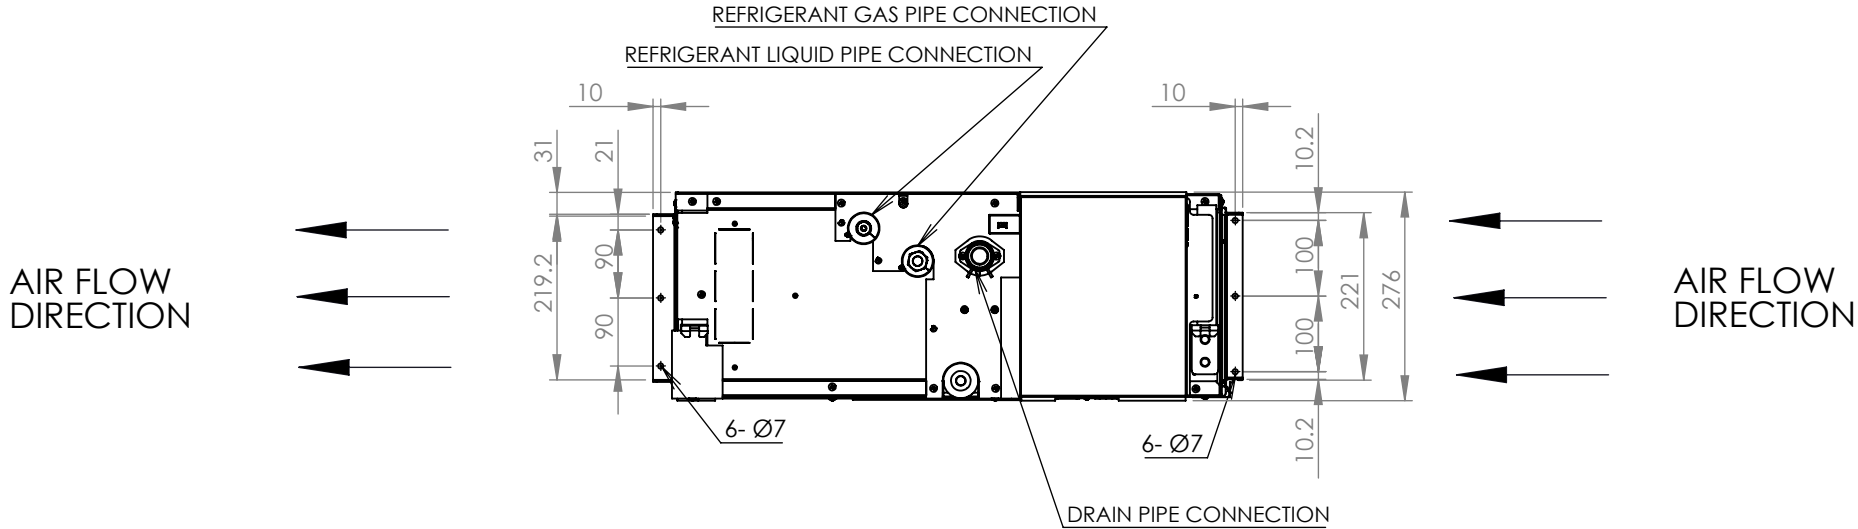 REFRIGERANT GAS PIPE CONNECTION
REFRIGERANT LIQUID PIPE CONNECTION
10
10
31
21
10.2
AIR FLOW
DIRECTION
219.2
90
90
100
100
221
276
AIR FLOW
DIRECTION
10.2
6- Ø7
6- Ø7
DRAIN PIPE CONNECTION